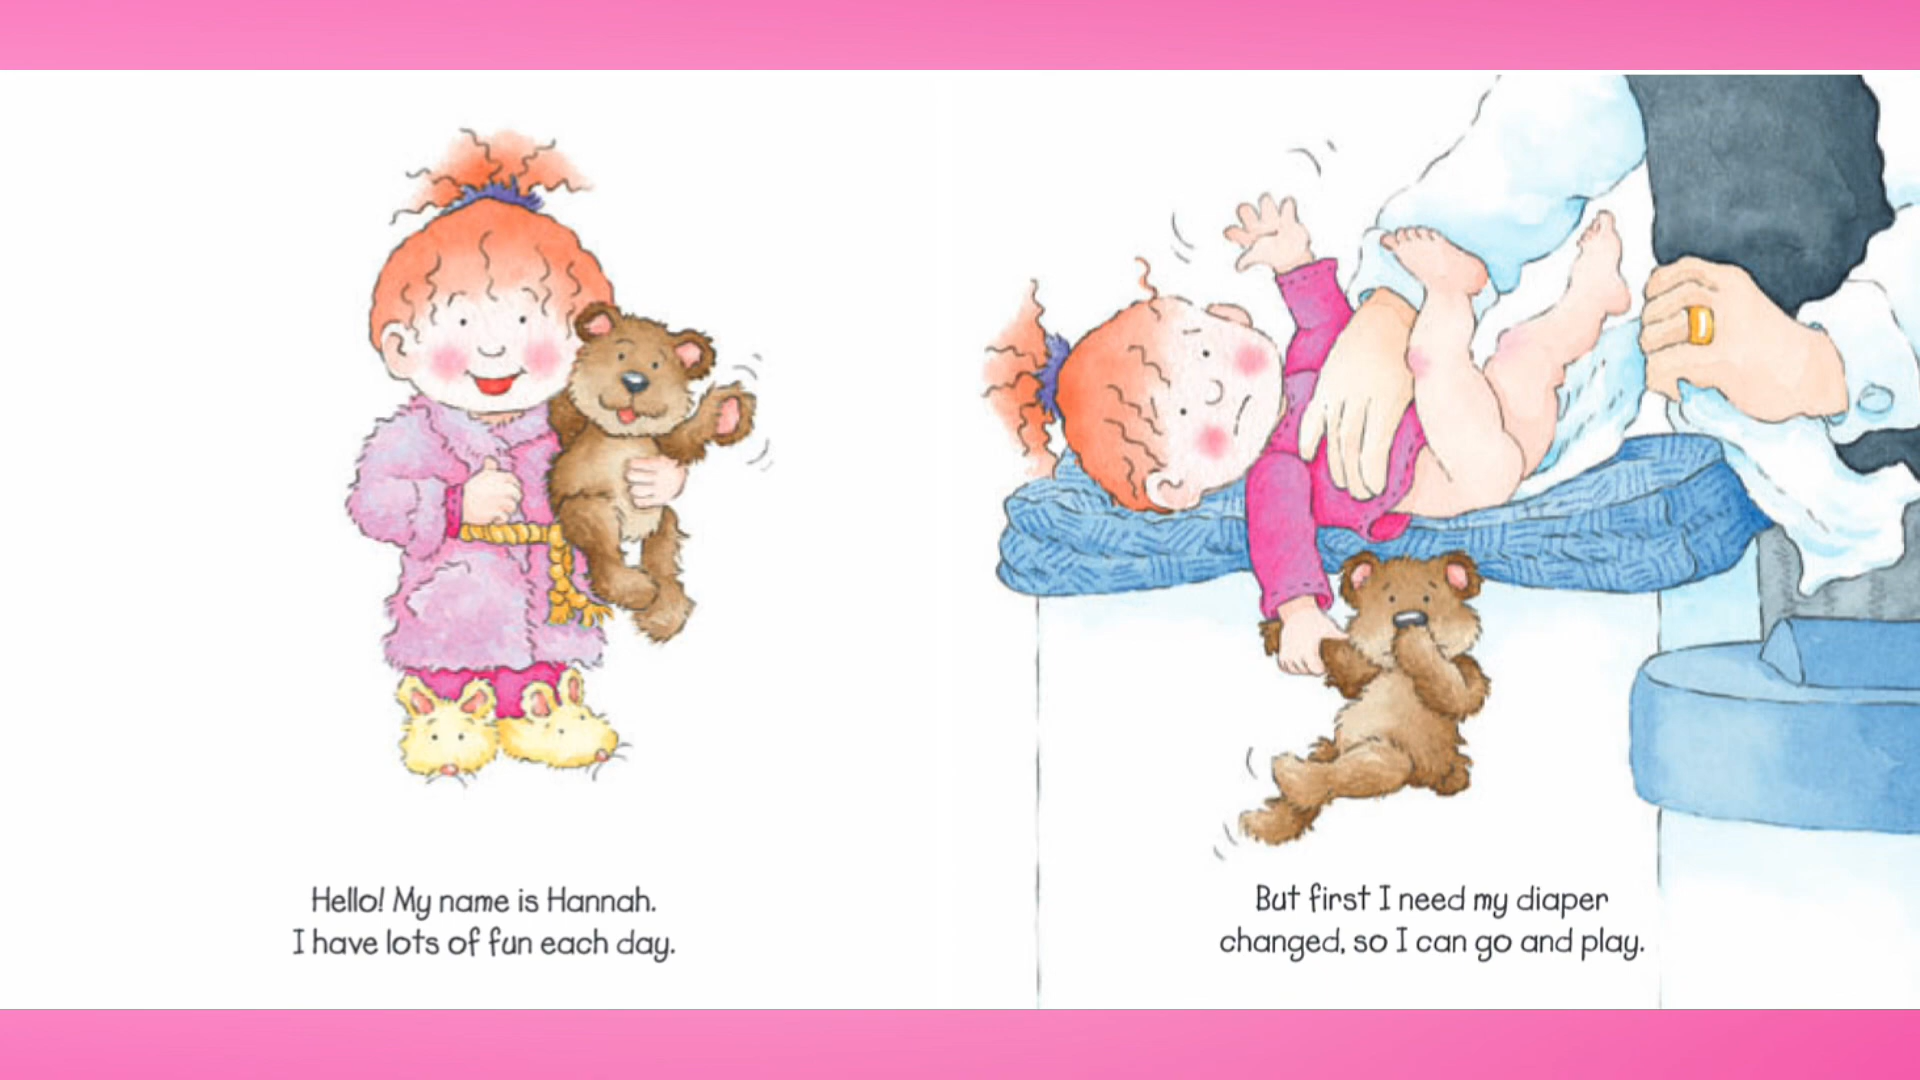 Hello! My name is Hannah.
I have lots of fun each day.
But first I need my diaper
changed, so I can go and play.